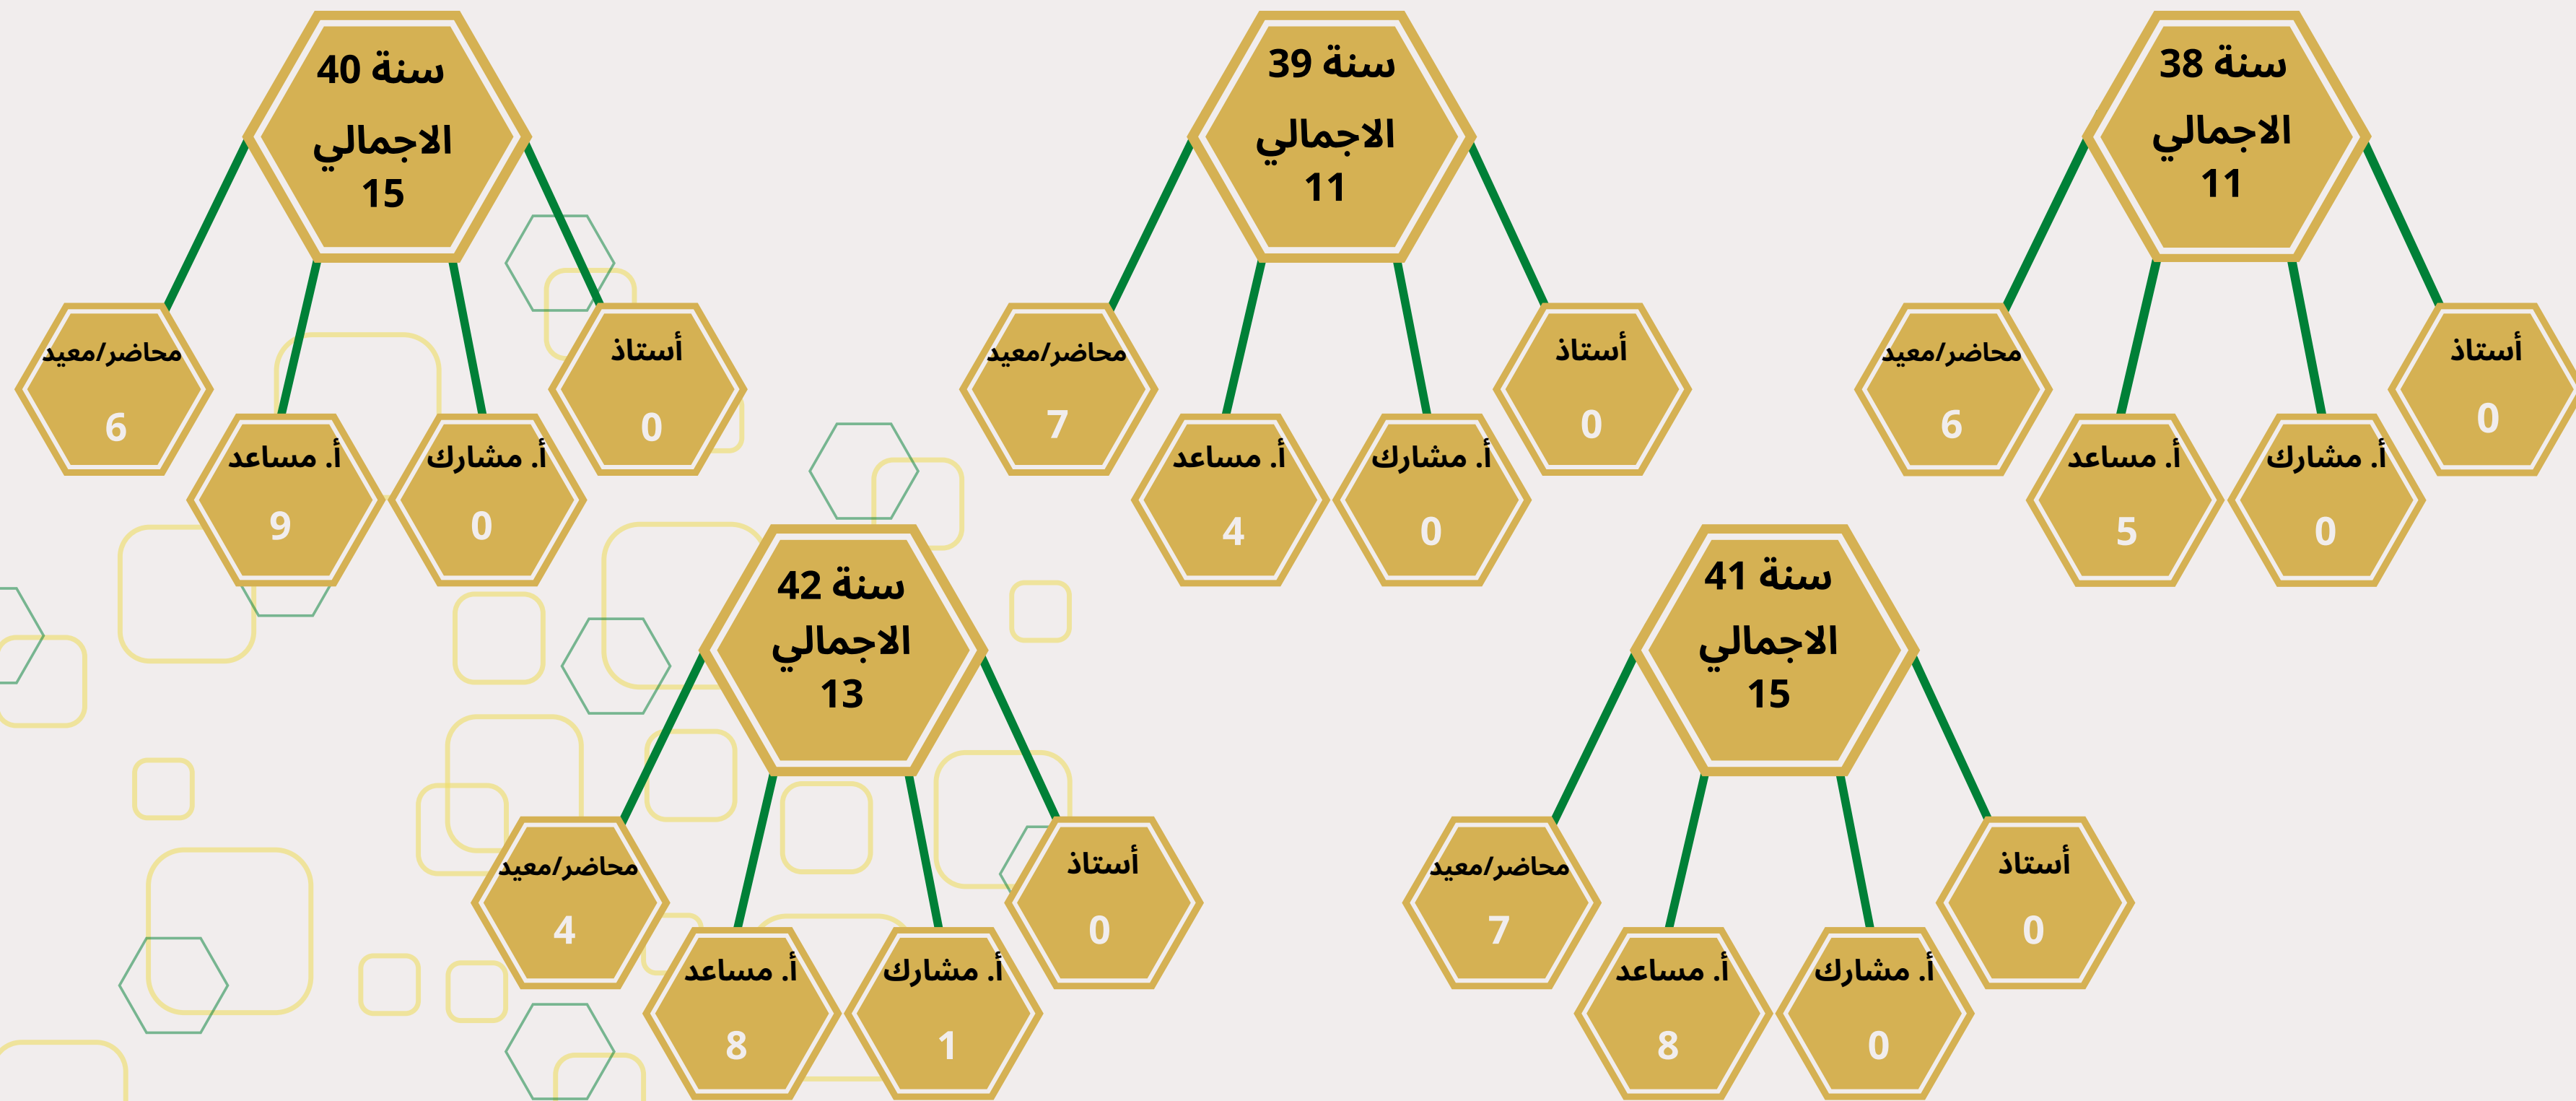 سنة 38
الاجمالي
11
أستاذ
0
أ. مشارك
0
أ. مساعد
5
محاضر/معيد
6
سنة 39
الاجمالي
11
أستاذ
0
أ. مشارك
0
أ. مساعد
4
محاضر/معيد
7
سنة 40
الاجمالي
15
أستاذ
0
أ. مشارك
0
أ. مساعد
9
محاضر/معيد
6
سنة 41
الاجمالي
15
أستاذ
0
أ. مشارك
0
أ. مساعد
8
محاضر/معيد
7
سنة 42
الاجمالي
13
أستاذ
0
أ. مشارك
1
أ. مساعد
8
محاضر/معيد
4